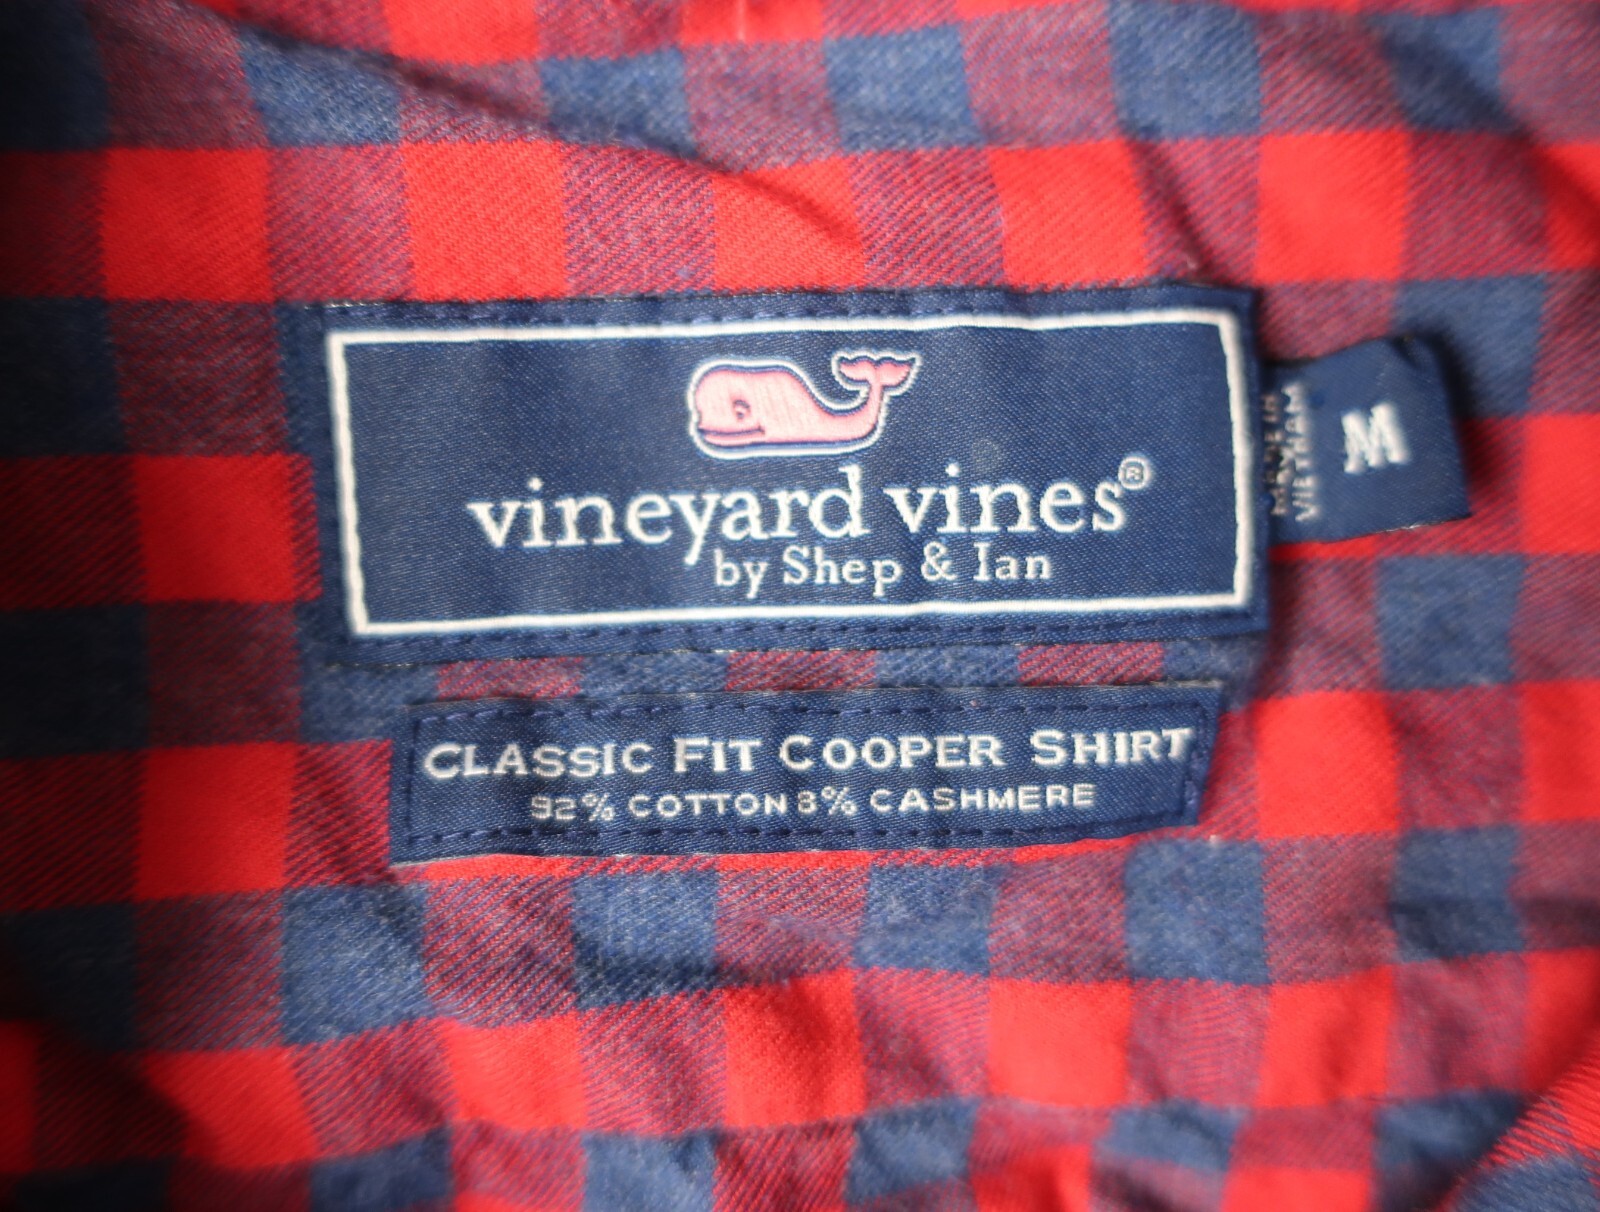 vineyard vines®
by Shep & Ian
MADE IN
VIETNAM
M
CLASSIC FIT COOPER SHIRT
92% COTTON 8% CASHMERE